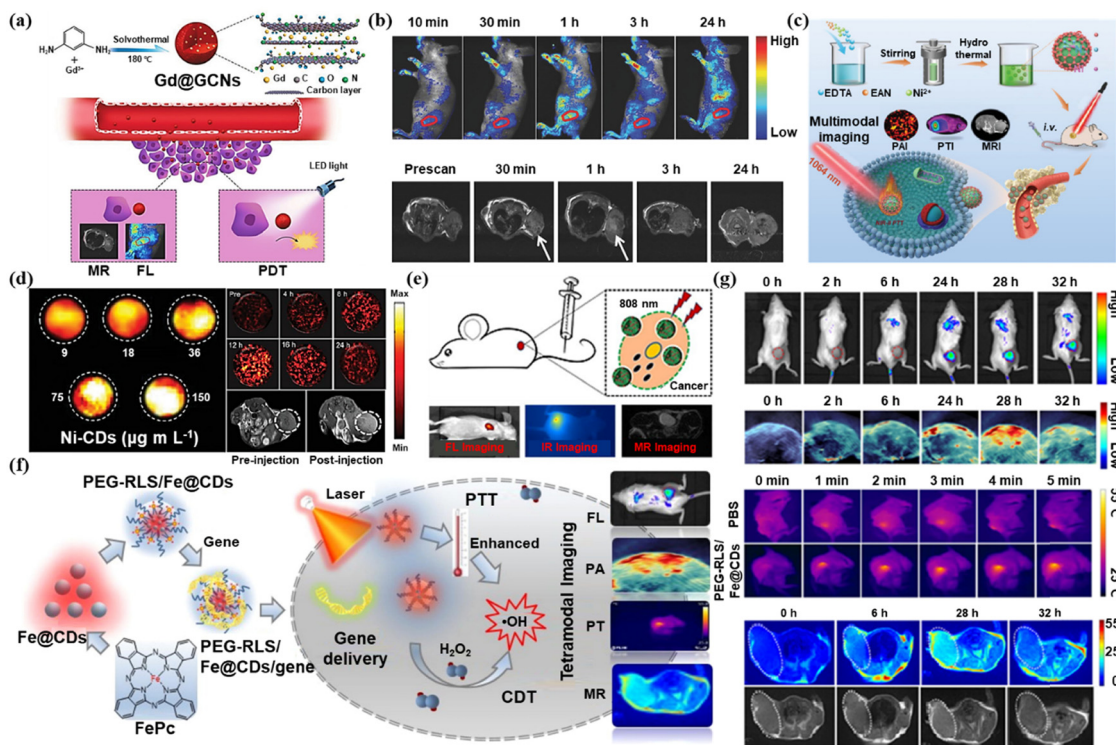 (a)
H₂N
NH₂
+
Gd³⁺
Solvothermal
180 ℃
Gd@GCNs
Gd C O N
Carbon layer
LED light
MR FL
PDT
(b)
10 min 30 min 1 h 3 h 24 h
High
Low
Prescan 30 min 1 h 3 h 24 h
(c)
Stirring
Hydro
thermal
EDTA EAN Ni²⁺
Multimodal
imaging
PAI PTI MRI
i.v.
1064 nm
(d)
9 18 36
75 150
Ni-CDs (µg m L⁻¹)
Pre 4 h 8 h
12 h 16 h 24 h
Max
Min
Pre-injection Post-injection
(e)
808 nm
Cancer
FL Imaging IR Imaging MR Imaging
(f)
PEG-RLS/Fe@CDs
Gene
Fe@CDs
PEG-RLS/
Fe@CDs/gene
Fe
FePc
Laser
PTT
Enhanced
Gene
delivery
•OH
H₂O₂
CDT
Tetramodal Imaging
FL
PA
PT
MR
(g)
0 h 2 h 6 h 24 h 28 h 32 h
High
Low
0 h 2 h 6 h 24 h 28 h 32 h
High
Low
0 min 1 min 2 min 3 min 4 min 5 min
PBS
PEG-RLS/
Fe@CDs
0 h 6 h 28 h 32 h
55
25
0